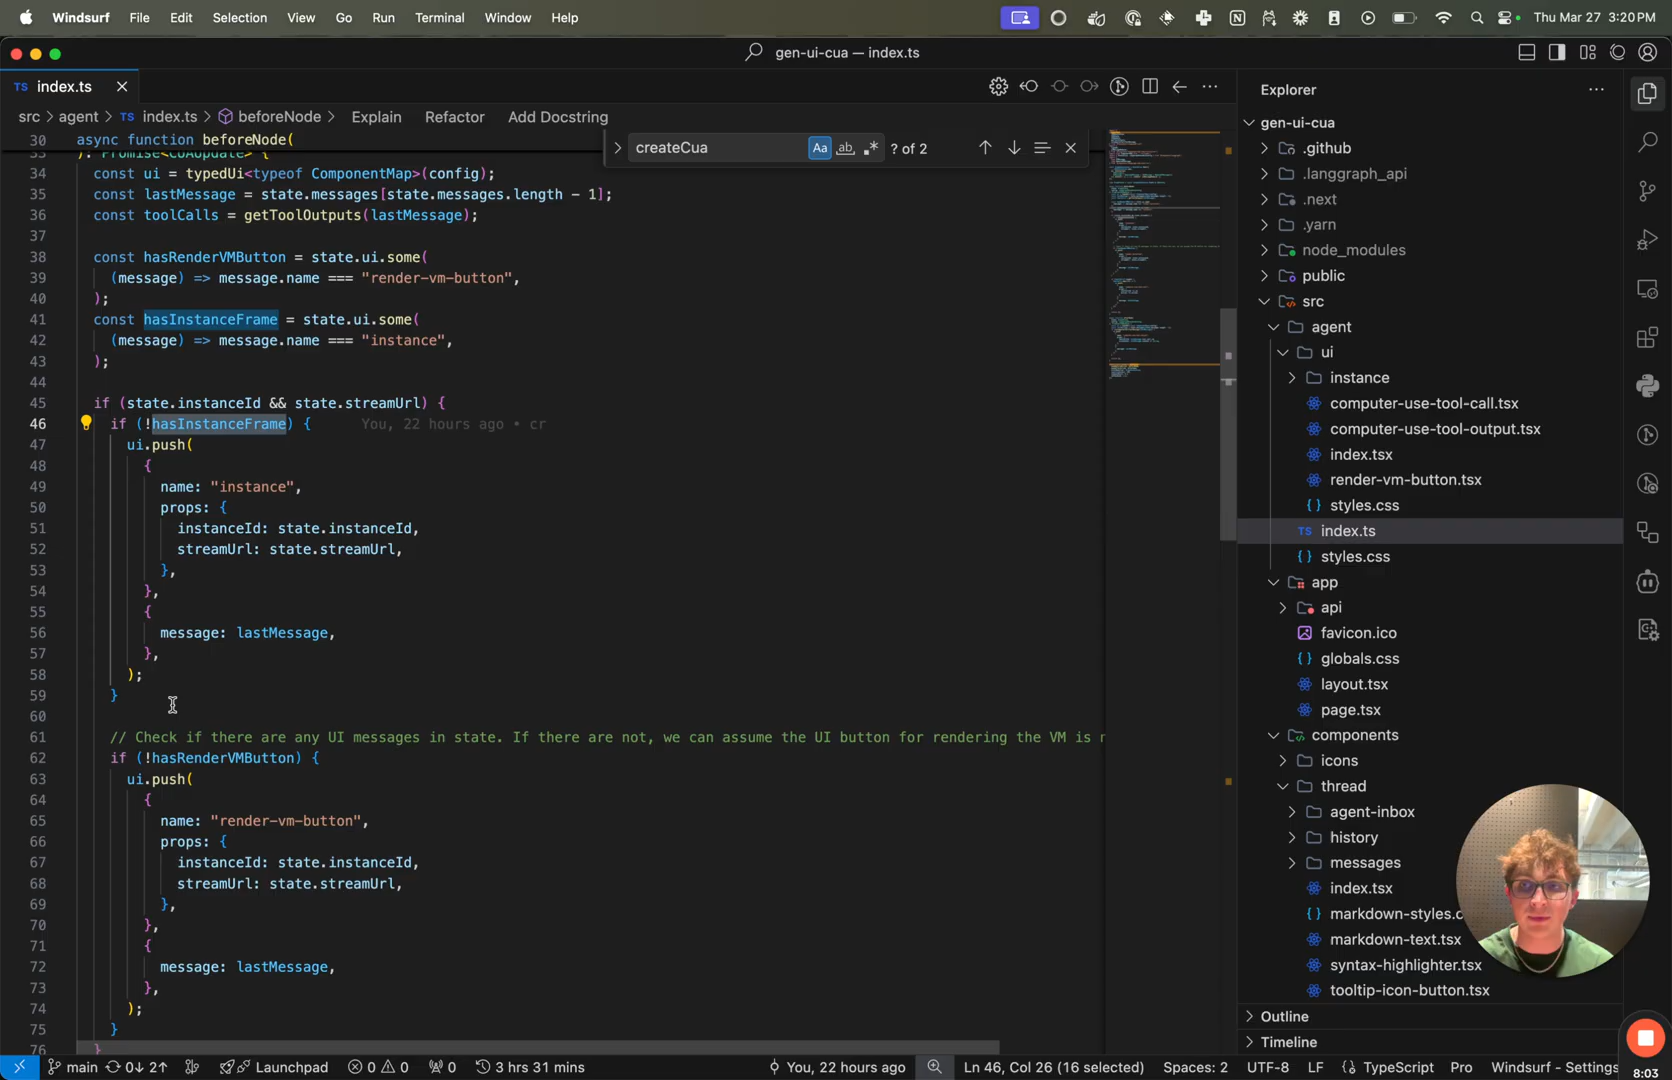 Windsurf File Edit Selection View Go Run Terminal Window Help Thu Mar 27 3:20 PM
gen-ui-cua — index.ts
TS index.ts
src > agent > TS index.ts > beforeNode Explain Refactor Add Docstring
createCua Aa ab ? of 2
30 async function beforeNode(
33 ): Promise<CUAUpdate> {
34 const ui = typedUi<typeof ComponentMap>(config);
35 const lastMessage = state.messages[state.messages.length - 1];
36 const toolCalls = getToolOutputs(lastMessage);
37
38 const hasRenderVMButton = state.ui.some(
39 (message) => message.name === "render-vm-button",
40 );
41 const hasInstanceFrame = state.ui.some(
42 (message) => message.name === "instance",
43 );
44
45 if (state.instanceId && state.streamUrl) {
46 if (!hasInstanceFrame) { You, 22 hours ago • cr
47 ui.push(
48 {
49 name: "instance",
50 props: {
51 instanceId: state.instanceId,
52 streamUrl: state.streamUrl,
53 },
54 },
55 {
56 message: lastMessage,
57 },
58 );
59 }
60
61 // Check if there are any UI messages in state. If there are not, we can assume the UI button for rendering the VM is n
62 if (!hasRenderVMButton) {
63 ui.push(
64 {
65 name: "render-vm-button",
66 props: {
67 instanceId: state.instanceId,
68 streamUrl: state.streamUrl,
69 },
70 },
71 {
72 message: lastMessage,
73 },
74 );
75 }
76 }
Explorer
gen-ui-cua
.github
.langgraph_api
.next
.yarn
node_modules
public
src
agent
ui
instance
computer-use-tool-call.tsx
computer-use-tool-output.tsx
index.tsx
render-vm-button.tsx
styles.css
TS index.ts
styles.css
app
api
favicon.ico
globals.css
layout.tsx
page.tsx
components
icons
thread
agent-inbox
history
messages
index.tsx
markdown-styles.c
markdown-text.tsx
syntax-highlighter.tsx
tooltip-icon-button.tsx
Outline
Timeline
8:03
main 0↓ 2↑ Launchpad 0 0 0 3 hrs 31 mins You, 22 hours ago Ln 46, Col 26 (16 selected) Spaces: 2 UTF-8 LF TypeScript Pro Windsurf - Settings